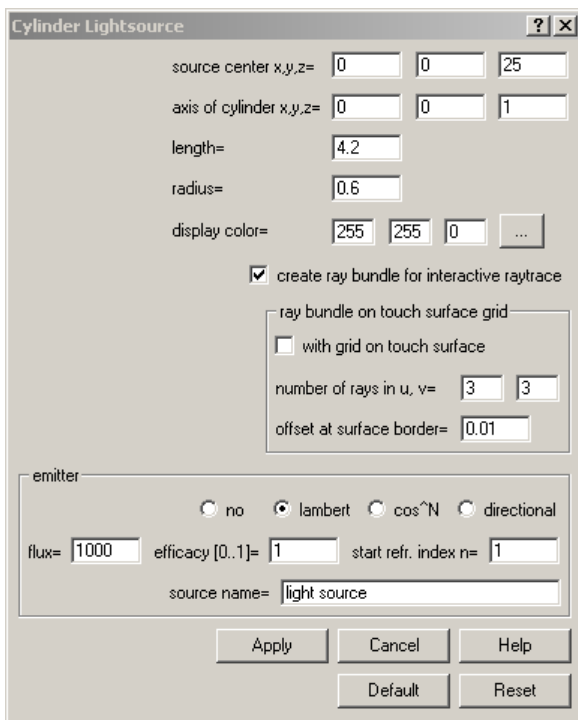 Cylinder Lightsource ? X
source center x,y,z= 0 0 25
axis of cylinder x,y,z= 0 0 1
length= 4.2
radius= 0.6
display color= 255 255 0 ...
create ray bundle for interactive raytrace
ray bundle on touch surface grid
with grid on touch surface
number of rays in u, v= 3 3
offset at surface border= 0.01
emitter
no lambert cos^N directional
flux= 1000 efficacy [0..1]= 1 start refr. index n= 1
source name= light source
Apply Cancel Help
Default Reset